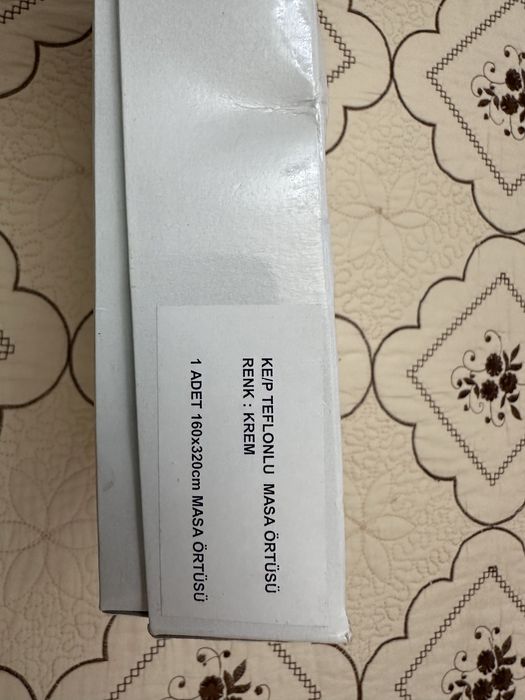 KE/P TEFLONLU MASA ÖRTÜSÜ
RENK : KREM
1 ADET 160x320cm MASA ÖRTÜSÜ